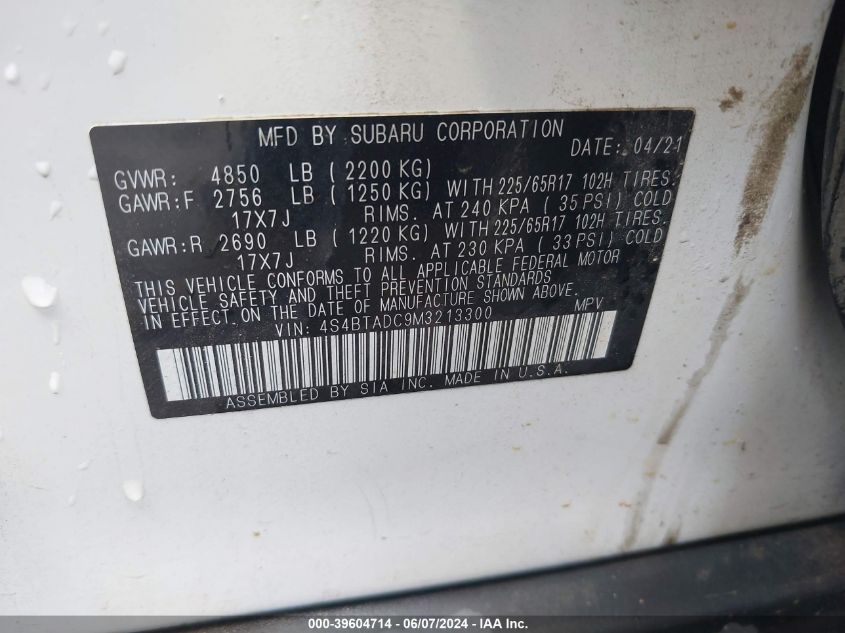 MFD BY SUBARU CORPORATION
DATE: 04/21
GVWR: 4850 LB (2200 KG)
GAWR:F 2756 LB (1250 KG) WITH 225/65R17 102H TIRES.
17X7J RIMS. AT 240 KPA (35 PSI) COLD
GAWR:R 2690 LB (1220 KG) WITH 225/65R17 102H TIRES.
17X7J RIMS. AT 230 KPA (33 PSI) COLD
THIS VEHICLE CONFORMS TO ALL APPLICABLE FEDERAL MOTOR
VEHICLE SAFETY AND THEFT PREVENTION STANDARDS
IN EFFECT ON THE DATE OF MANUFACTURE SHOWN ABOVE.
VIN: 4S4BTADC9M3213300 MPV
ASSEMBLED BY SIA INC. MADE IN U.S.A.
000-39604714 - 06/07/2024 - IMPACT AUTO